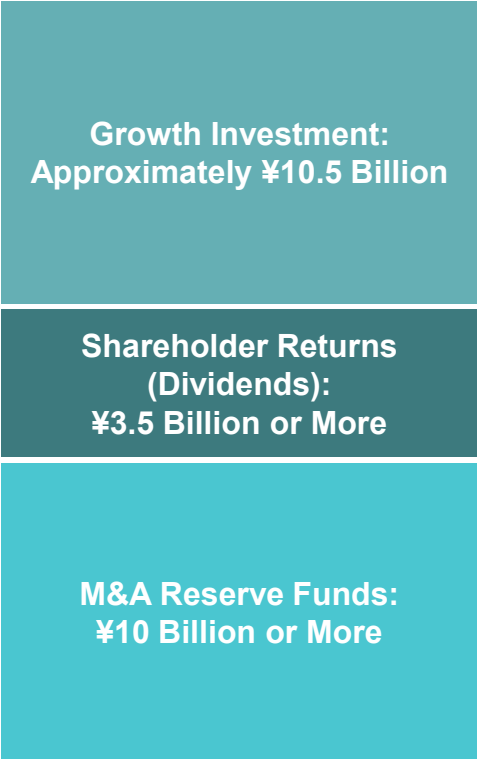 Growth Investment:
Approximately ¥10.5 Billion
Shareholder Returns
(Dividends):
¥3.5 Billion or More
M&A Reserve Funds:
¥10 Billion or More